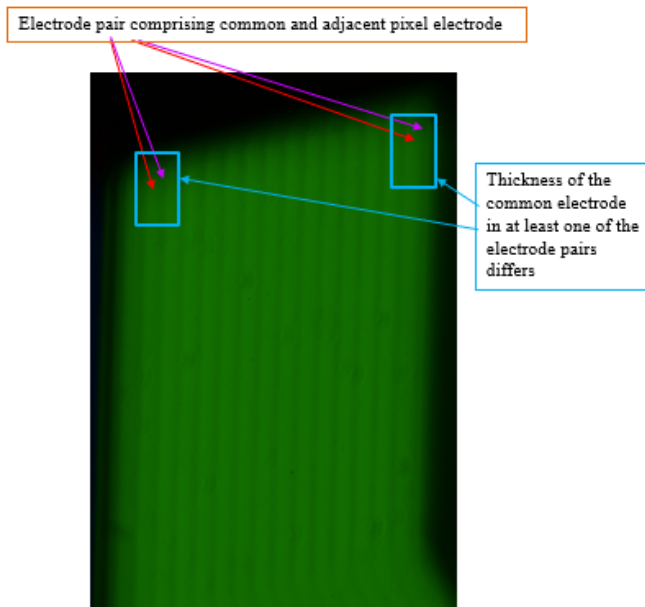 Electrode pair comprising common and adjacent pixel electrode
Thickness of the
common electrode
in at least one of the
electrode pairs
differs